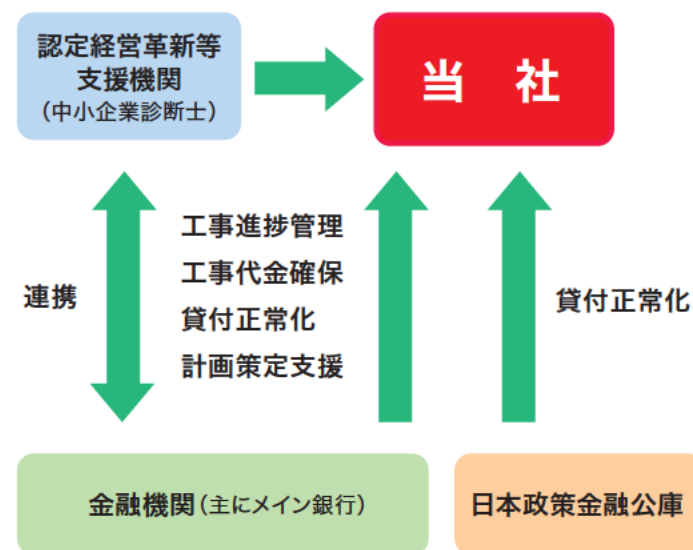 認定経営革新等
支援機関
（中小企業診断士）
当　社
連携
工事進捗管理
工事代金確保
貸付正常化
計画策定支援
貸付正常化
金融機関（主にメイン銀行）
日本政策金融公庫